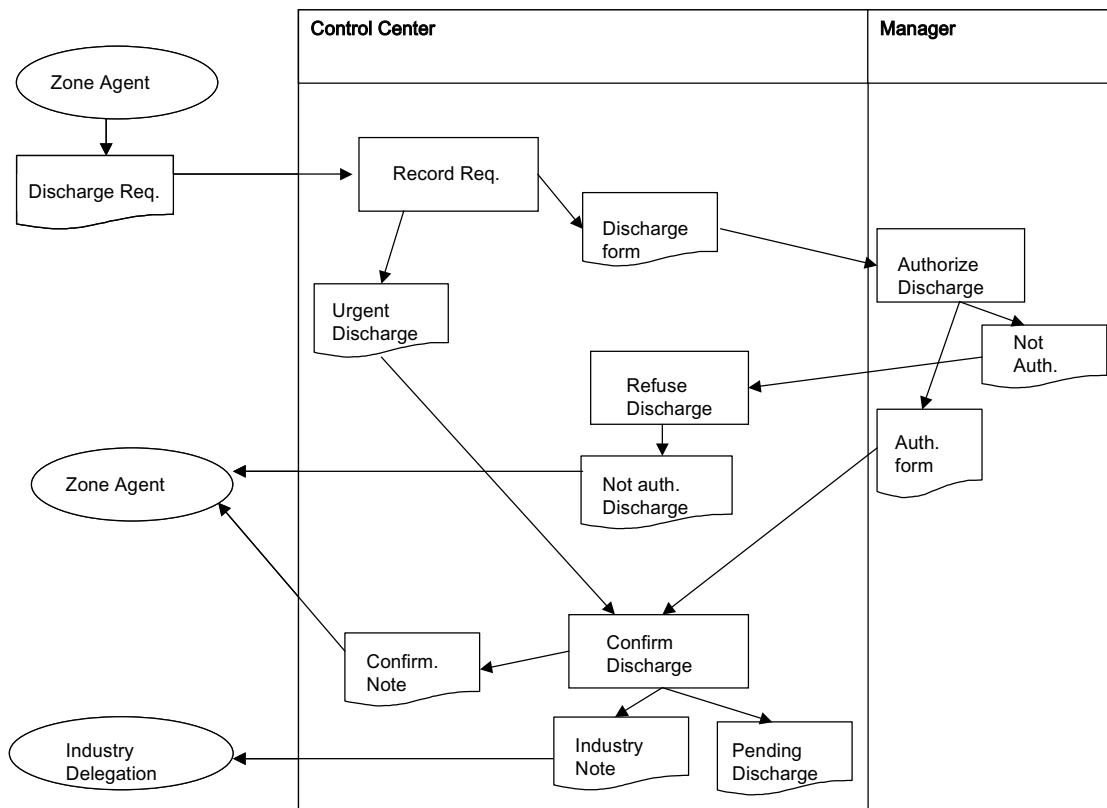 Control Center
Manager
Zone Agent
Discharge Req.
Record Req.
Discharge
form
Authorize
Discharge
Urgent
Discharge
Not
Auth.
Refuse
Discharge
Auth.
form
Zone Agent
Not auth.
Discharge
Confirm
Discharge
Confirm.
Note
Industry
Delegation
Industry
Note
Pending
Discharge